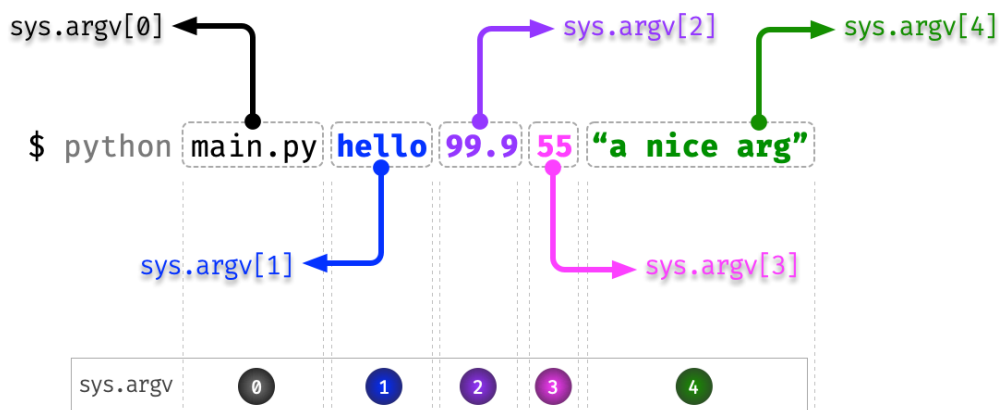 sys.argv[0] sys.argv[2] sys.argv[4]
$ python main.py hello 99.9 55 “a nice arg”
sys.argv[1] sys.argv[3]
sys.argv 0 1 2 3 4